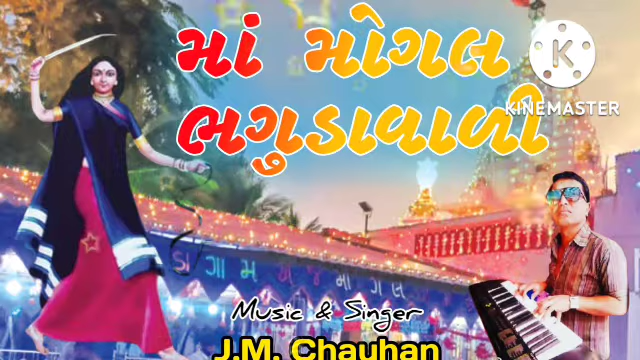 માં મોગલ
ભગુડાવાળી
K
KINEMASTER
Music & Singer
J.M. Chauhan